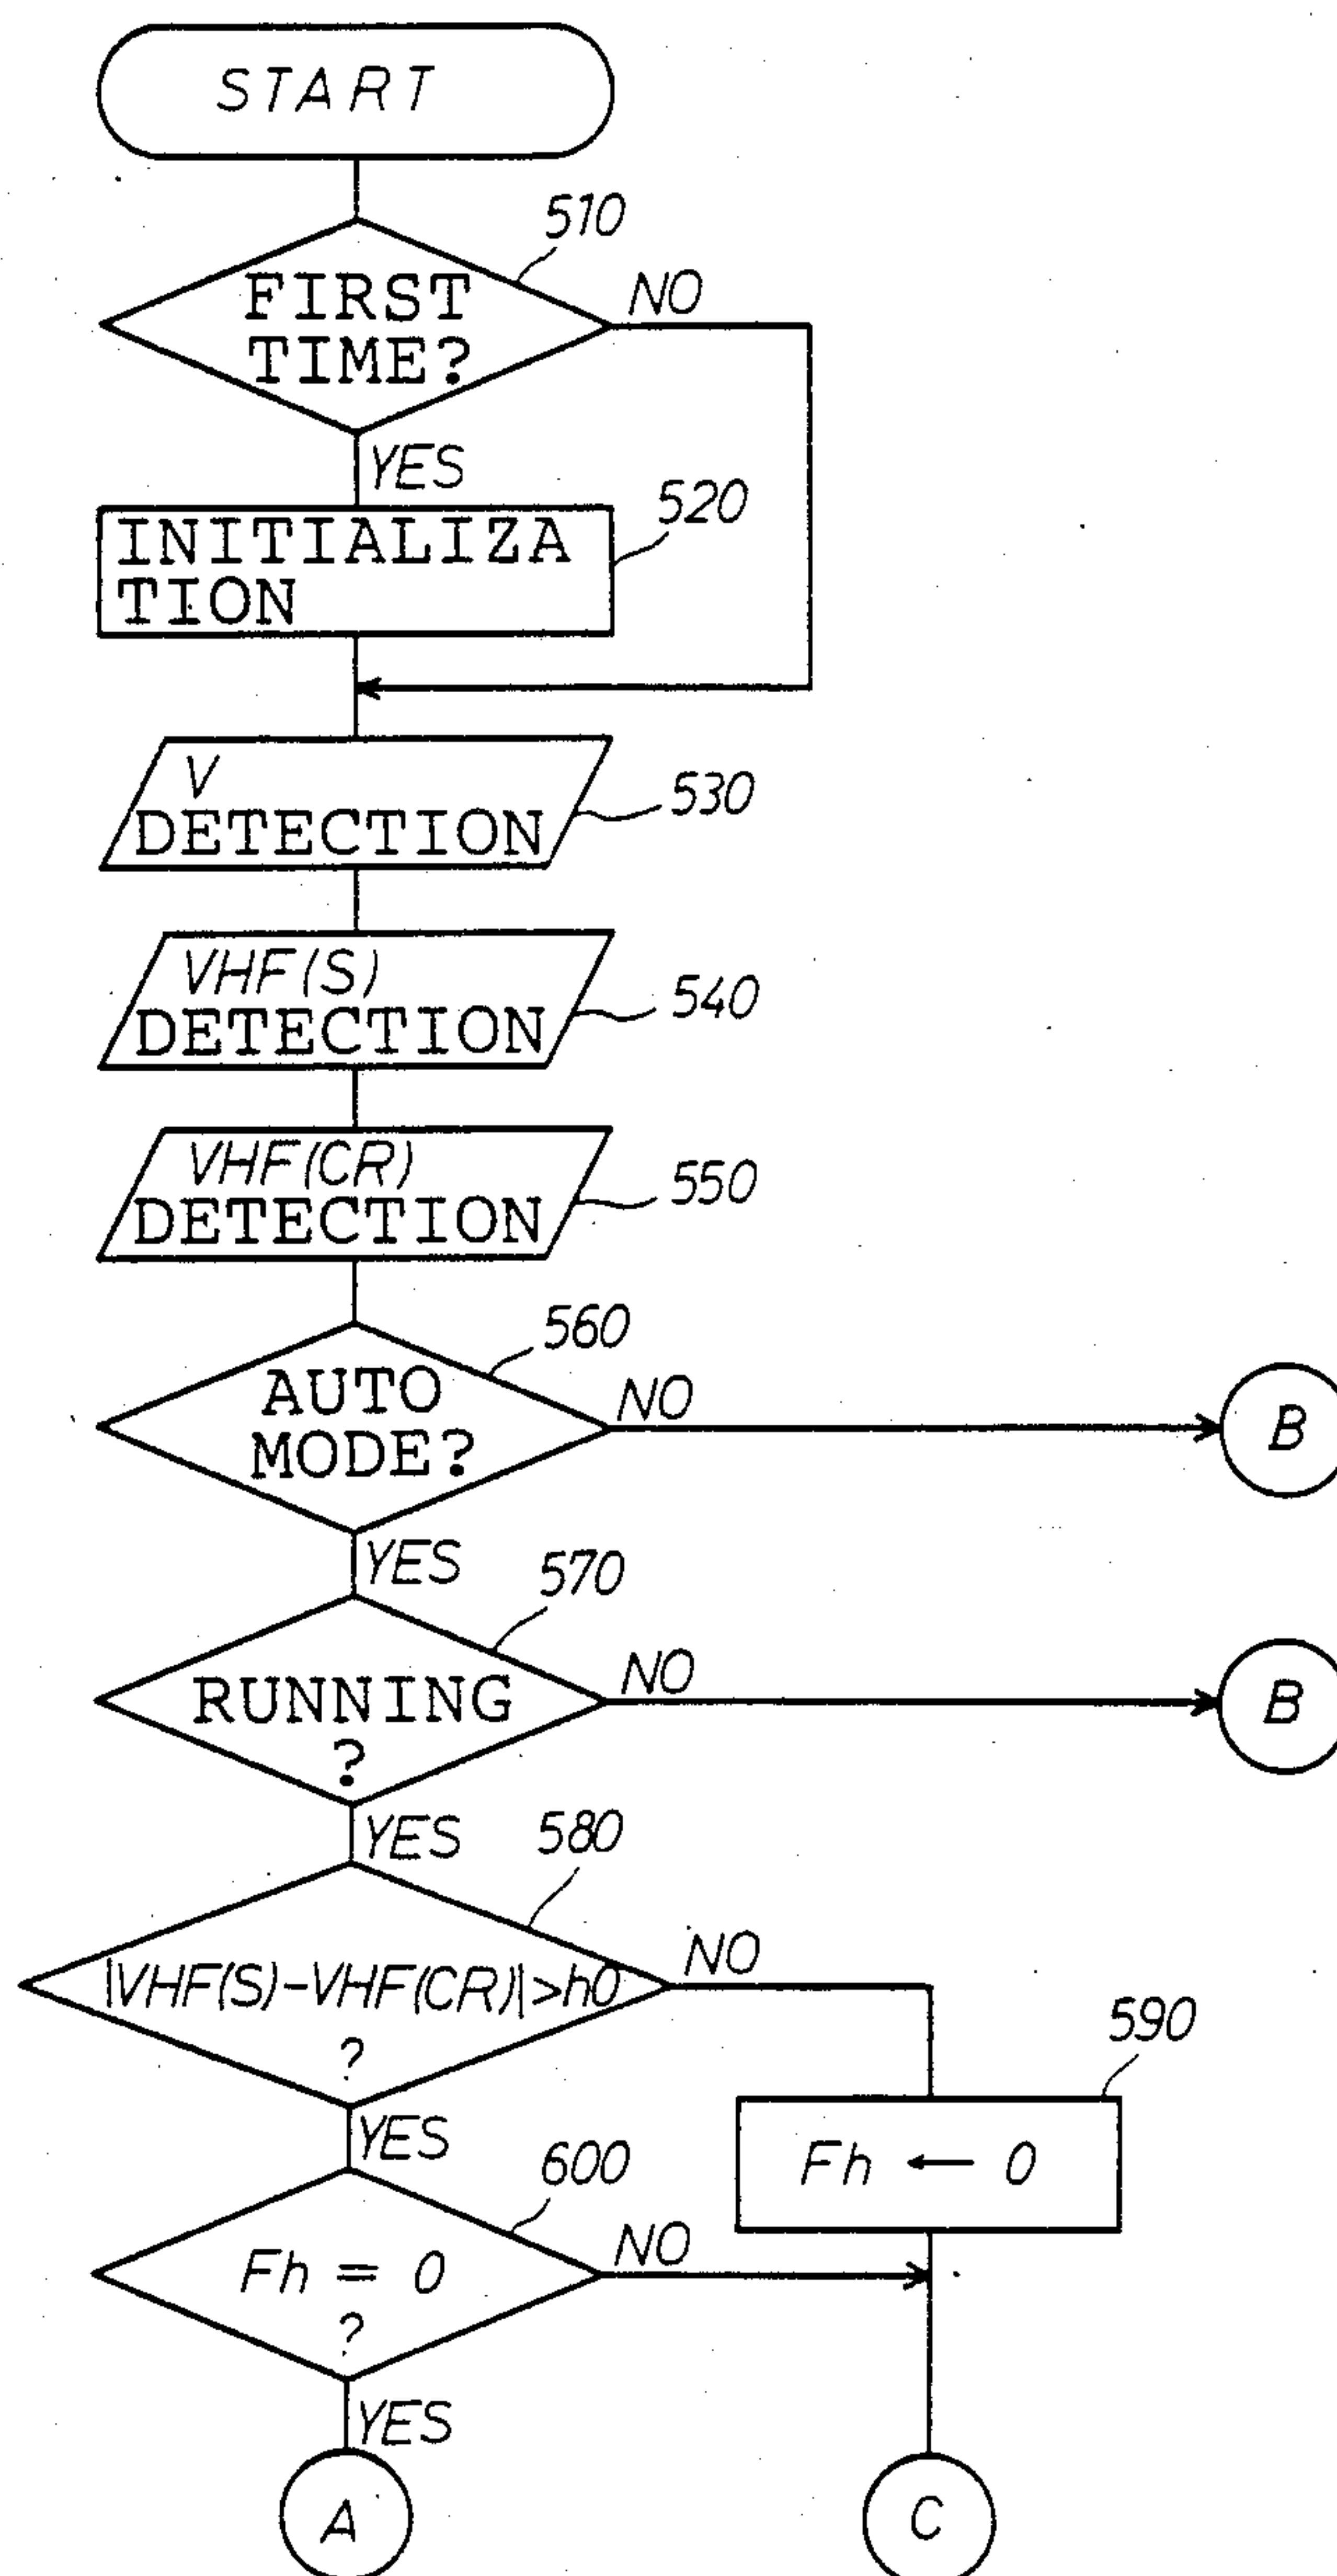 START
510
FIRST
TIME?
NO
YES
520
INITIALIZA
TION
V
DETECTION
530
VHF(S)
DETECTION
540
VHF(CR)
DETECTION
550
560
AUTO
MODE?
NO
B
YES
570
RUNNING
?
NO
B
YES
580
|VHF(S)-VHF(CR)|>h0
?
NO
590
Fh ← 0
YES
600
Fh = 0
?
NO
YES
A
C